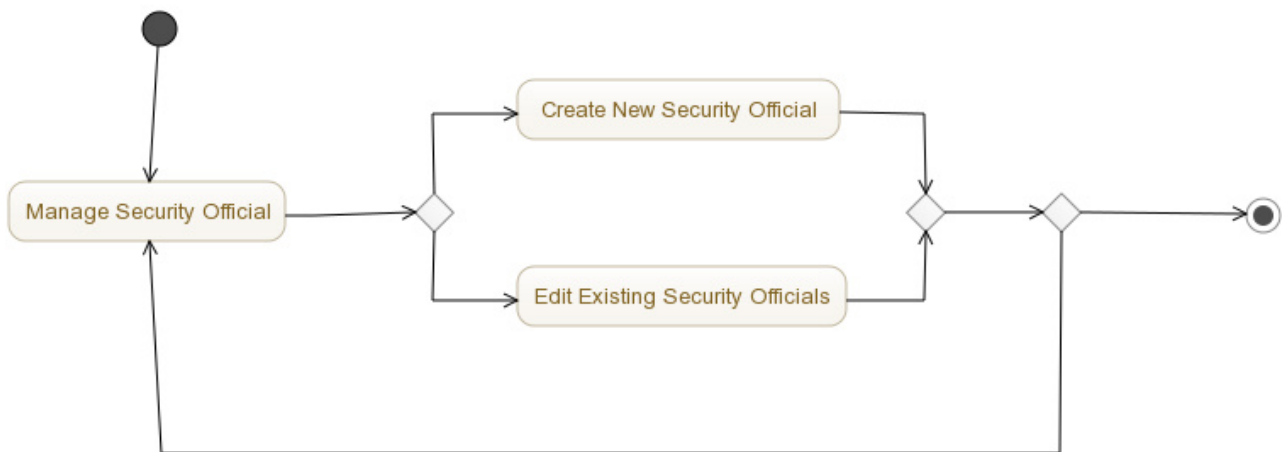 Create New Security Official
Manage Security Official
Edit Existing Security Officials